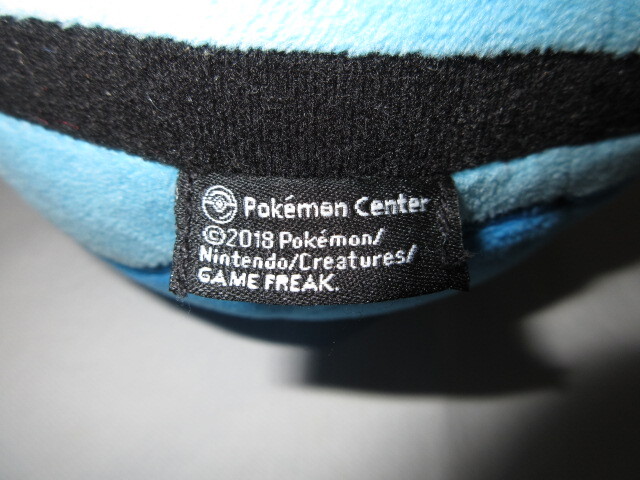 Pokémon Center
©2018 Pokémon/
Nintendo/Creatures/
GAME FREAK.